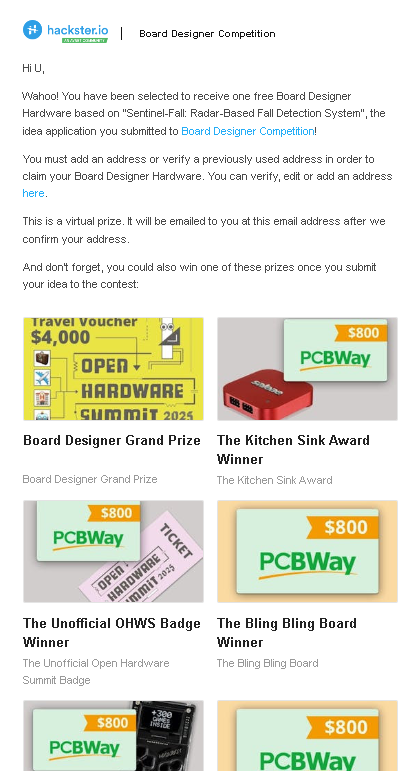 hackster.io
AN AVNET COMMUNITY
Board Designer Competition
Hi U,
Wahoo! You have been selected to receive one free Board Designer
Hardware based on "Sentinel-Fall: Radar-Based Fall Detection System", the
idea application you submitted to Board Designer Competition!
You must add an address or verify a previously used address in order to
claim your Board Designer Hardware. You can verify, edit or add an address
here.
This is a virtual prize. It will be emailed to you at this email address after we
confirm your address.
And don't forget, you could also win one of these prizes once you submit
your idea to the contest:
Travel Voucher
$4,000
OPEN
HARDWARE
SUMMIT 2025
$800
PCBWay
Board Designer Grand Prize
Board Designer Grand Prize
The Kitchen Sink Award
Winner
The Kitchen Sink Award
$800
PCBWay
TICKET
OPEN
HARDWARE
SUMMIT 2025
$800
PCBWay
The Unofficial OHWS Badge
Winner
The Unofficial Open Hardware
Summit Badge
The Bling Bling Board
Winner
The Bling Bling Board
$800
PCBWay
+300
GAMES
INSIDE
$800
PCBWay